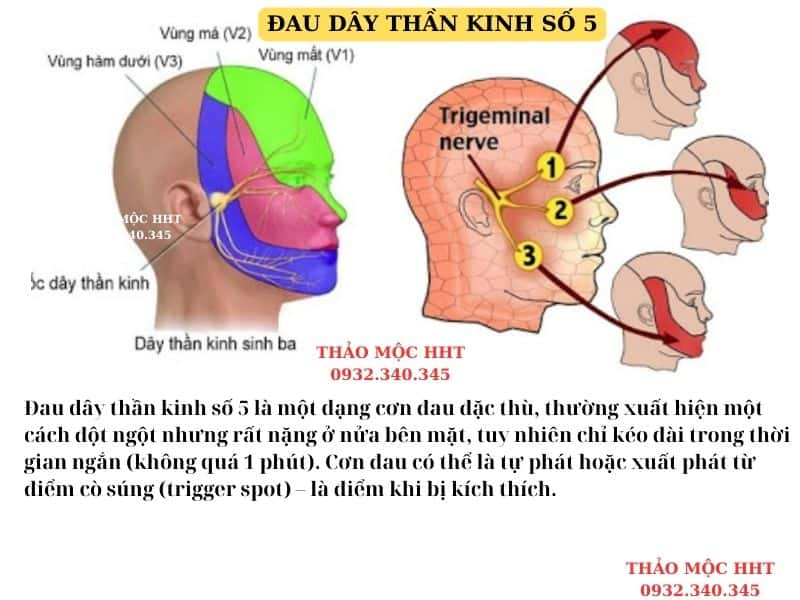 ĐAU DÂY THẦN KINH SỐ 5
Vùng má (V2)
Vùng hàm dưới (V3)
Vùng mắt (V1)
Trigeminal
nerve
1
2
3
MỘC HHT
40.345
ốc dây thần kinh
Dây thần kinh sinh ba
THẢO MỘC HHT
0932.340.345
Đau dây thần kinh số 5 là một dạng cơn đau đặc thù, thường xuất hiện một
cách đột ngột nhưng rất nặng ở nửa bên mặt, tuy nhiên chỉ kéo dài trong thời
gian ngắn (không quá 1 phút). Cơn đau có thể là tự phát hoặc xuất phát từ
điểm cò súng (trigger spot) – là điểm khi bị kích thích.
THẢO MỘC HHT
0932.340.345